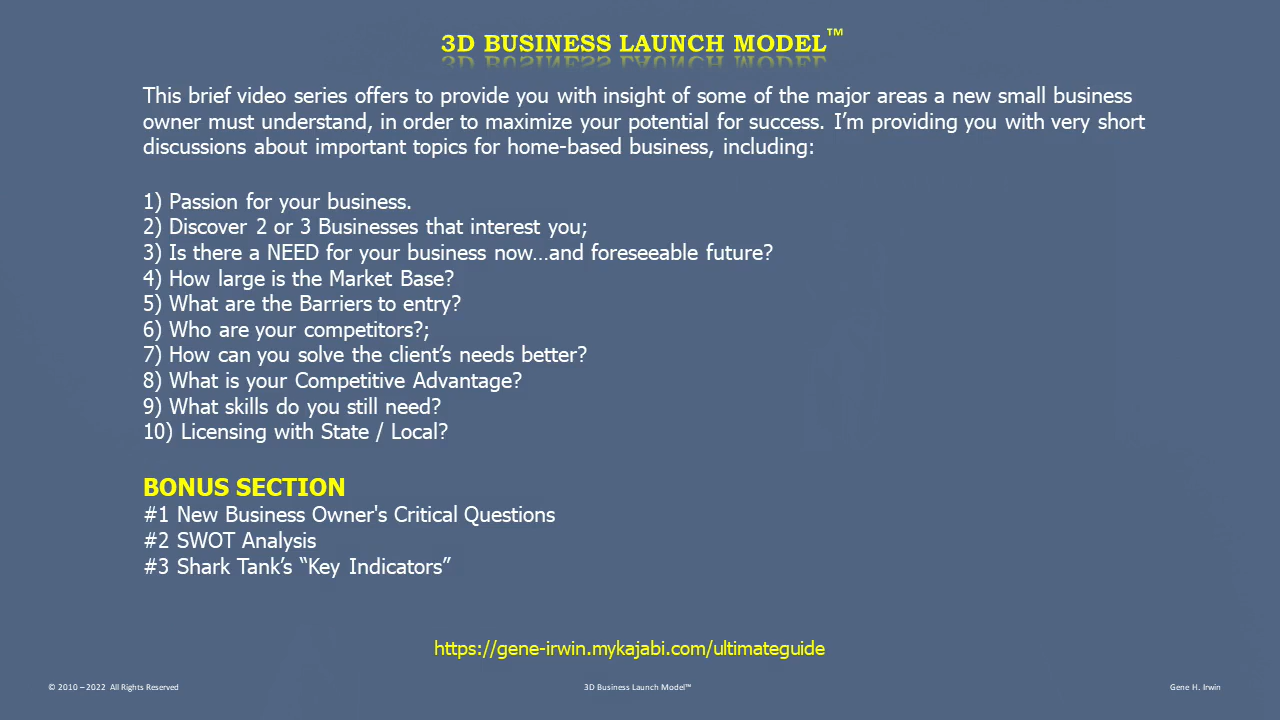 3D BUSINESS LAUNCH MODEL™
This brief video series offers to provide you with insight of some of the major areas a new small business
owner must understand, in order to maximize your potential for success. I’m providing you with very short
discussions about important topics for home-based business, including:
1) Passion for your business.
2) Discover 2 or 3 Businesses that interest you;
3) Is there a NEED for your business now…and foreseeable future?
4) How large is the Market Base?
5) What are the Barriers to entry?
6) Who are your competitors?;
7) How can you solve the client’s needs better?
8) What is your Competitive Advantage?
9) What skills do you still need?
10) Licensing with State / Local?
BONUS SECTION
#1 New Business Owner's Critical Questions
#2 SWOT Analysis
#3 Shark Tank’s “Key Indicators”
https://gene-irwin.mykajabi.com/ultimateguide
© 2010 – 2022 All Rights Reserved
3D Business Launch Model™
Gene H. Irwin